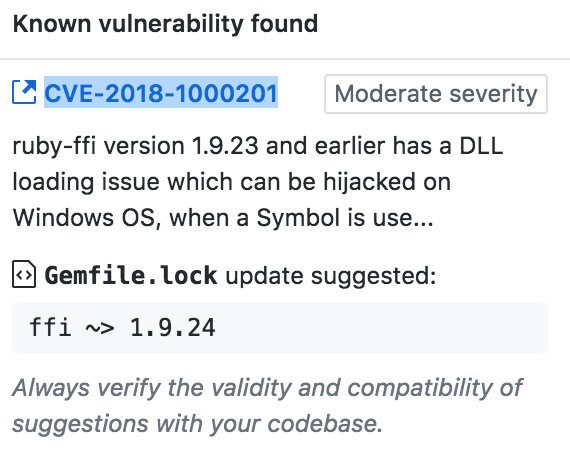 Known vulnerability found
CVE-2018-1000201 Moderate severity
ruby-ffi version 1.9.23 and earlier has a DLL
loading issue which can be hijacked on
Windows OS, when a Symbol is use...
Gemfile.lock update suggested:
ffi ~> 1.9.24
Always verify the validity and compatibility of
suggestions with your codebase.